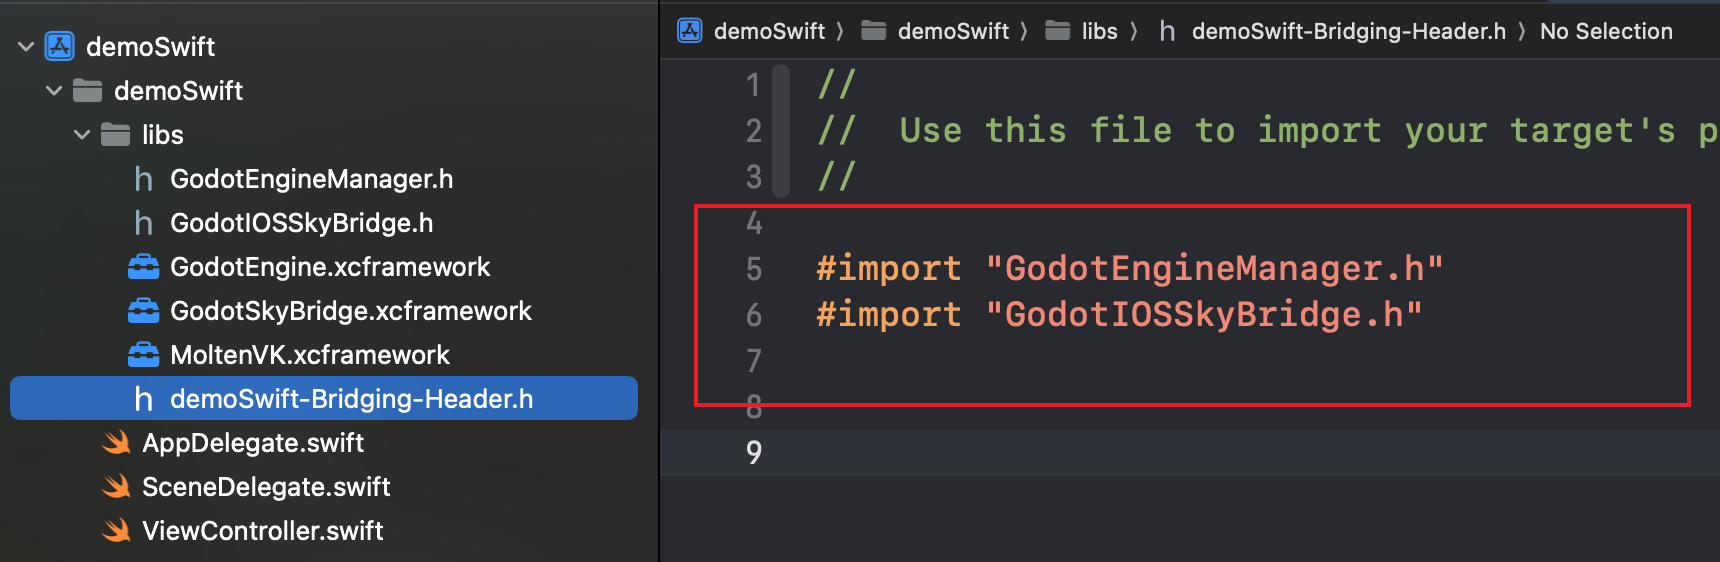 demoSwift
demoSwift
libs
GodotEngineManager.h
GodotIOSSkyBridge.h
GodotEngine.xcframework
GodotSkyBridge.xcframework
MoltenVK.xcframework
demoSwift-Bridging-Header.h
AppDelegate.swift
SceneDelegate.swift
ViewController.swift
demoSwift 〉 demoSwift 〉 libs 〉 h demoSwift-Bridging-Header.h 〉 No Selection
1 //
2 //  Use this file to import your target's p
3 //
4
5 #import "GodotEngineManager.h"
6 #import "GodotIOSSkyBridge.h"
7
8
9